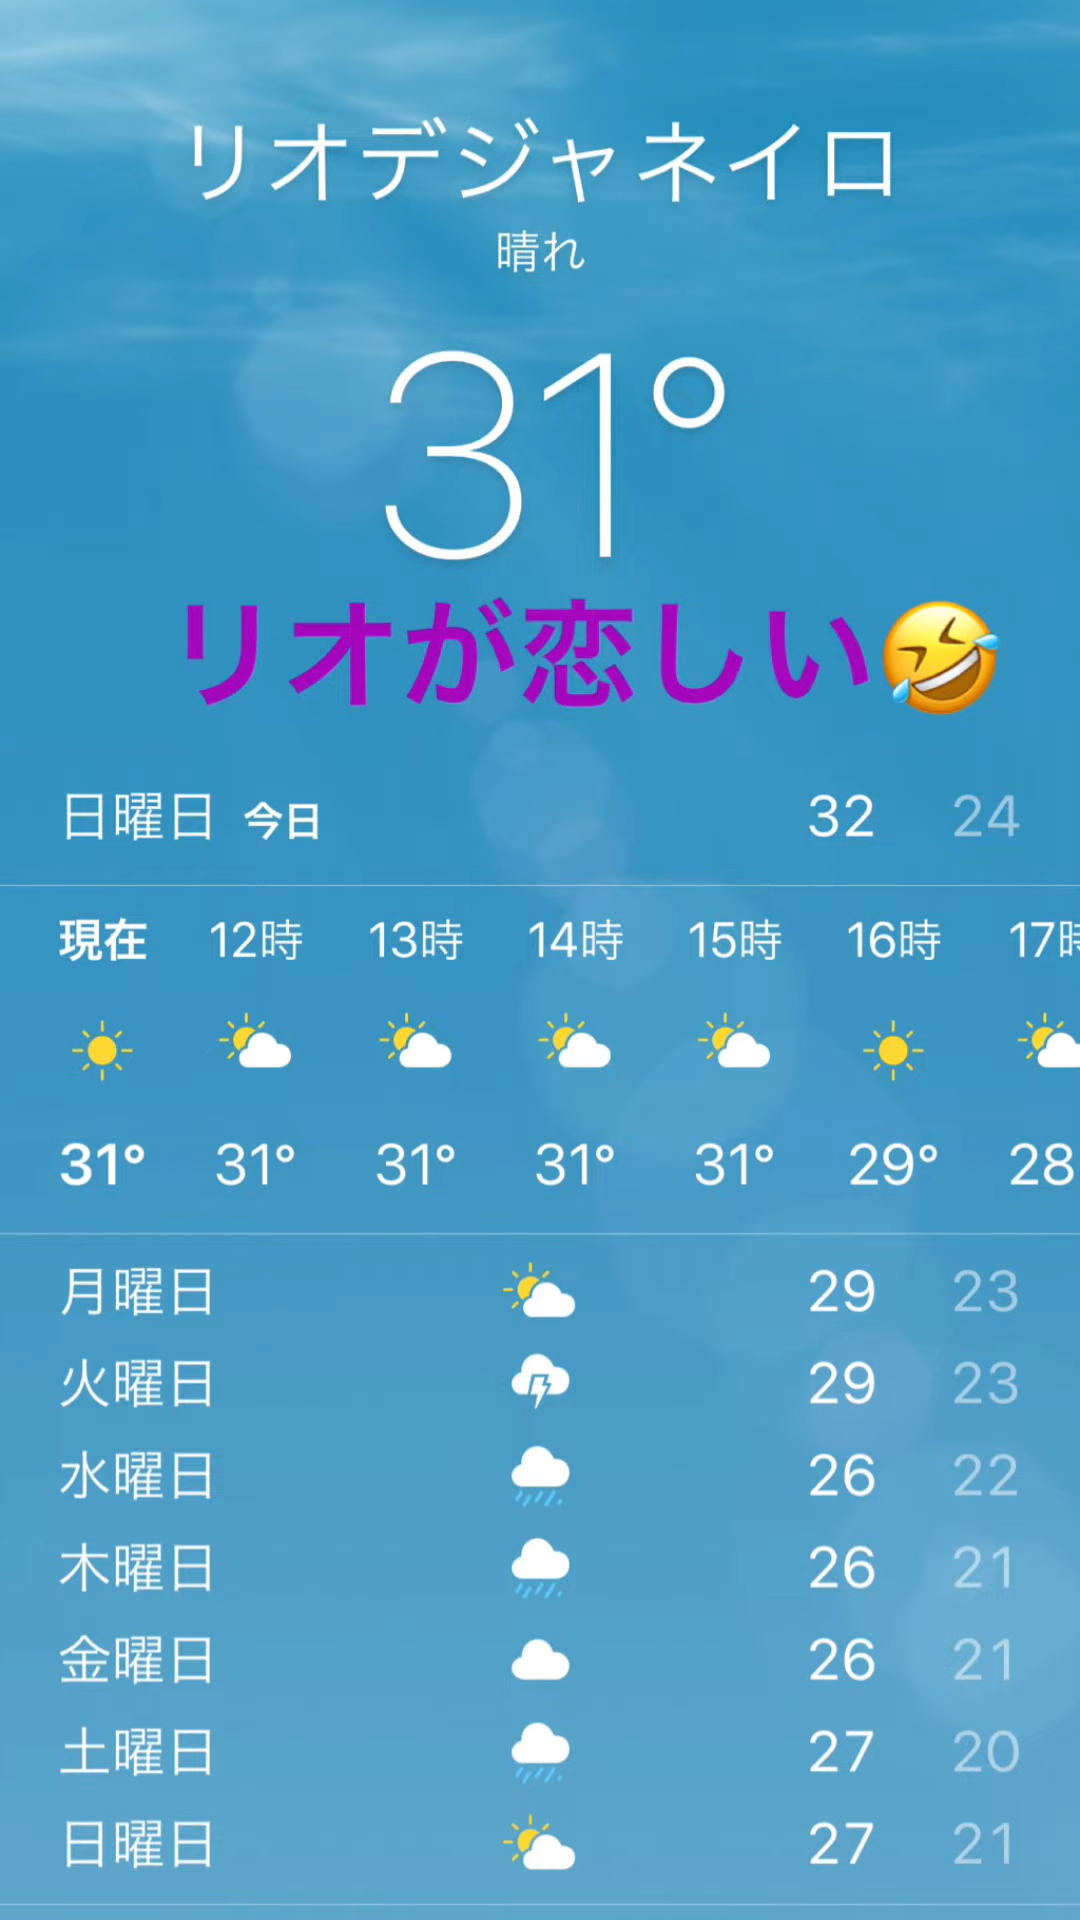 リオデジャネイロ
晴れ
31°
リオが恋しい🤣
日曜日 今日 32 24
現在 12時 13時 14時 15時 16時 17時
31° 31° 31° 31° 31° 29° 28
月曜日 29 23
火曜日 29 23
水曜日 26 22
木曜日 26 21
金曜日 26 21
土曜日 27 20
日曜日 27 21